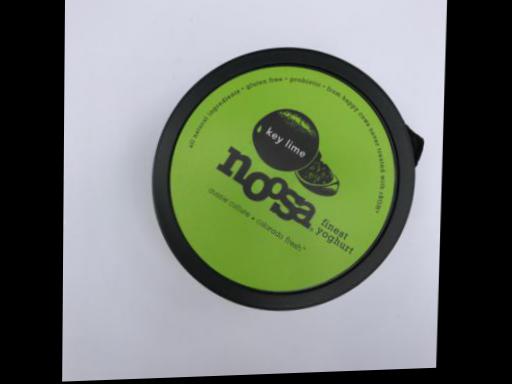 all natural ingredients • gluten free • probiotic • from happy cows never treated with rBGH*
key lime
noosa
finest
yoghurt
aussie culture • colorado fresh™